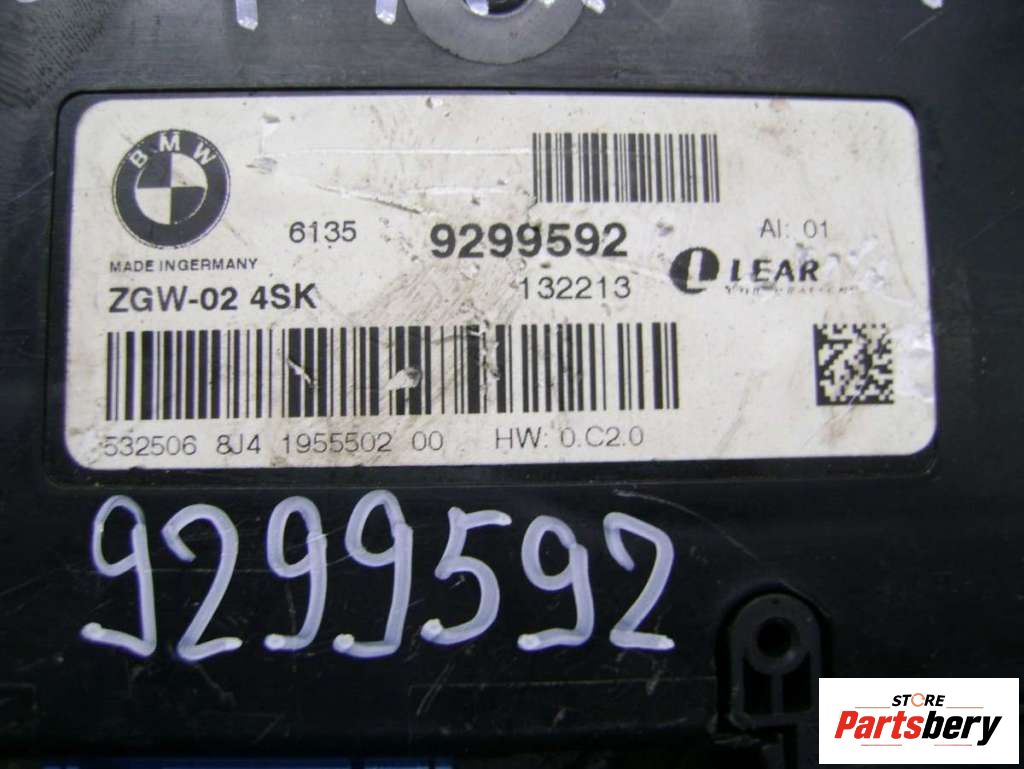 BMW
6135 9299592 AI: 01
MADE INGERMANY
ZGW-02 4SK 132213 LEAR
532506 8J4 1955502 00 HW: 0.C2.0
9299592
STORE
Partsbery